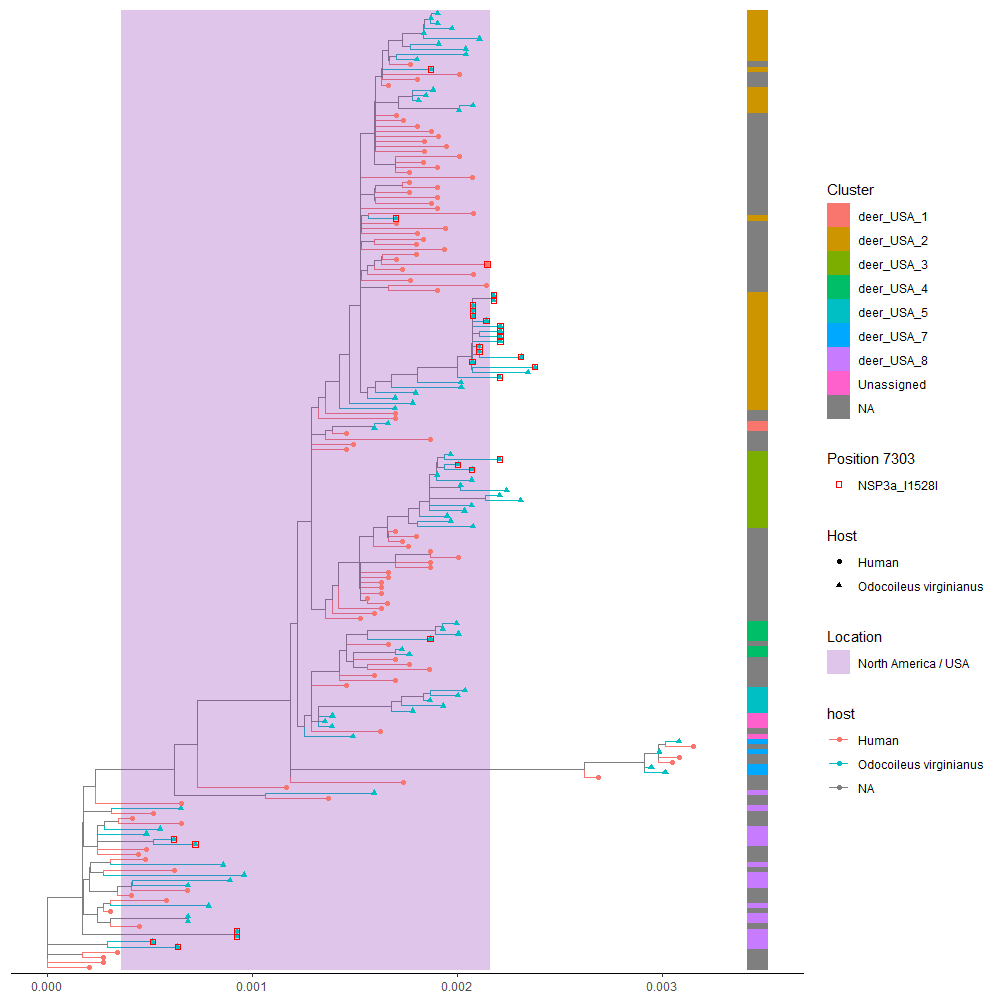 Cluster
deer_USA_1
deer_USA_2
deer_USA_3
deer_USA_4
deer_USA_5
deer_USA_7
deer_USA_8
Unassigned
NA
Position 7303
NSP3a_I1528I
Host
Human
Odocoileus virginianus
Location
North America / USA
host
Human
Odocoileus virginianus
NA
0.000 0.001 0.002 0.003